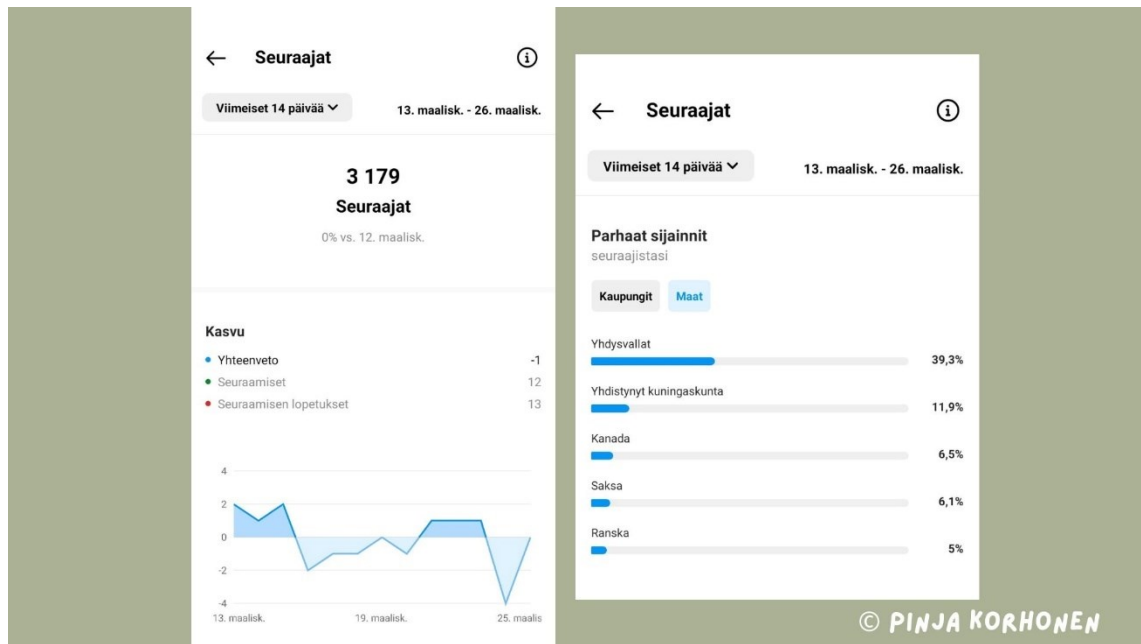 Seuraajat
Viimeiset 14 päivää
13. maalisk. - 26. maalisk.
3 179
Seuraajat
0% vs. 12. maalisk.
Kasvu
Yhteenveto -1
Seuraamiset 12
Seuraamisen lopetukset 13
4
2
0
-2
-4
13. maalisk. 19. maalisk. 25. maalis
Seuraajat
Viimeiset 14 päivää
13. maalisk. - 26. maalisk.
Parhaat sijainnit
seuraajistasi
Kaupungit Maat
Yhdysvallat
39,3%
Yhdistynyt kuningaskunta
11,9%
Kanada
6,5%
Saksa
6,1%
Ranska
5%
© PINJA KORHONEN